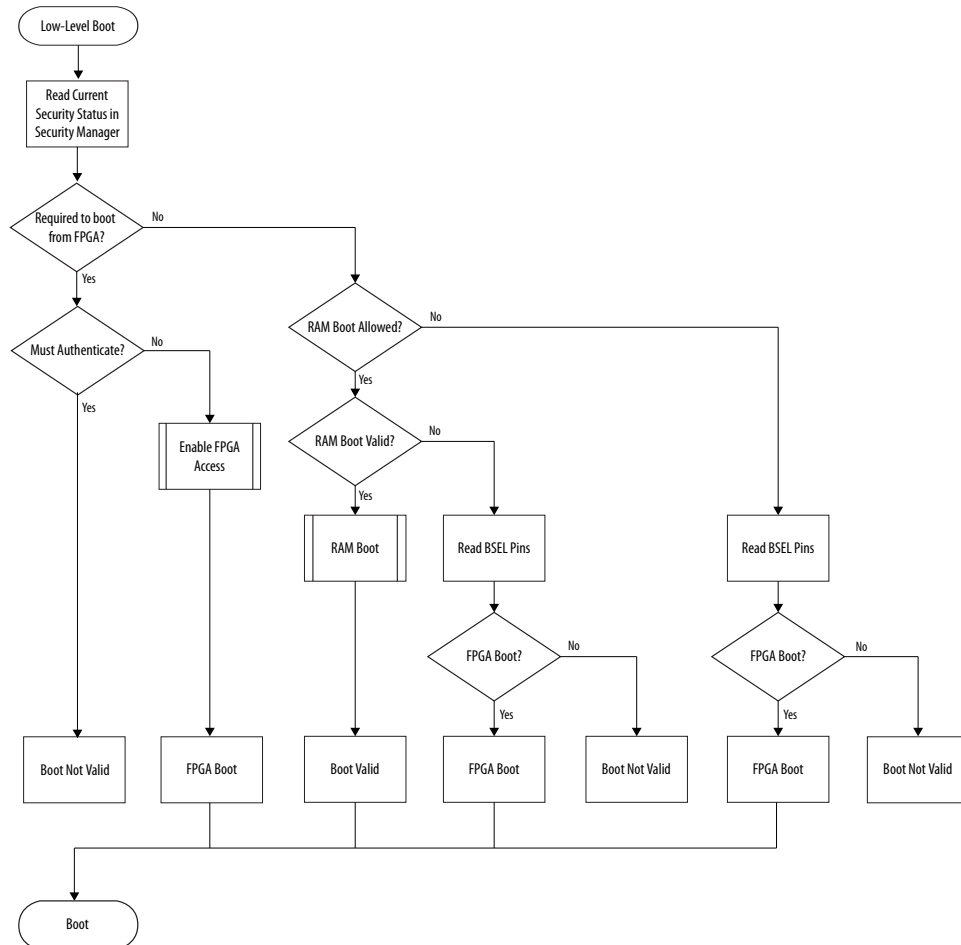 Low-Level Boot
Read Current
Security Status in
Security Manager
Required to boot
from FPGA?
No
Yes
Must Authenticate?
No
Yes
RAM Boot Allowed?
No
Yes
Enable FPGA
Access
RAM Boot Valid?
No
Yes
RAM Boot
Read BSEL Pins
Read BSEL Pins
FPGA Boot?
No
Yes
FPGA Boot?
No
Yes
Boot Not Valid
FPGA Boot
Boot Valid
FPGA Boot
Boot Not Valid
FPGA Boot
Boot Not Valid
Boot